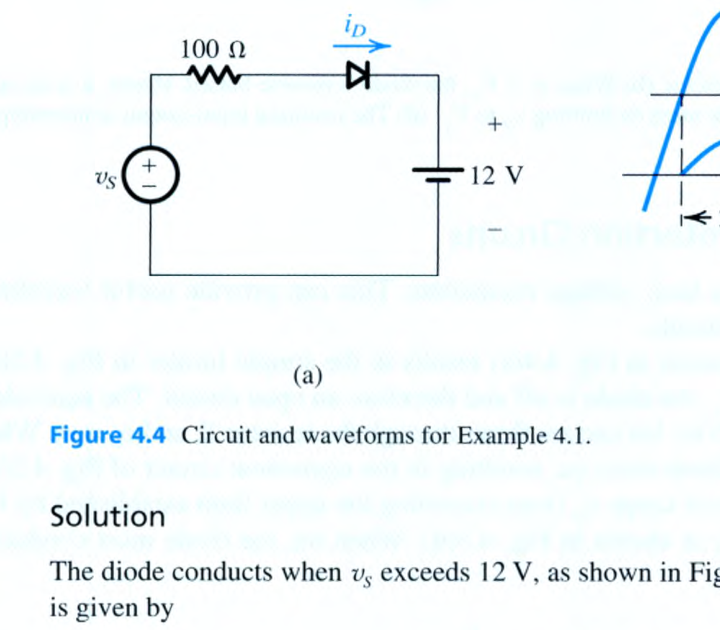 i_D
100 Ω
+
v_S
+
−
12 V
−
(a)
Figure 4.4 Circuit and waveforms for Example 4.1.
Solution
The diode conducts when v_S exceeds 12 V, as shown in Fig
is given by